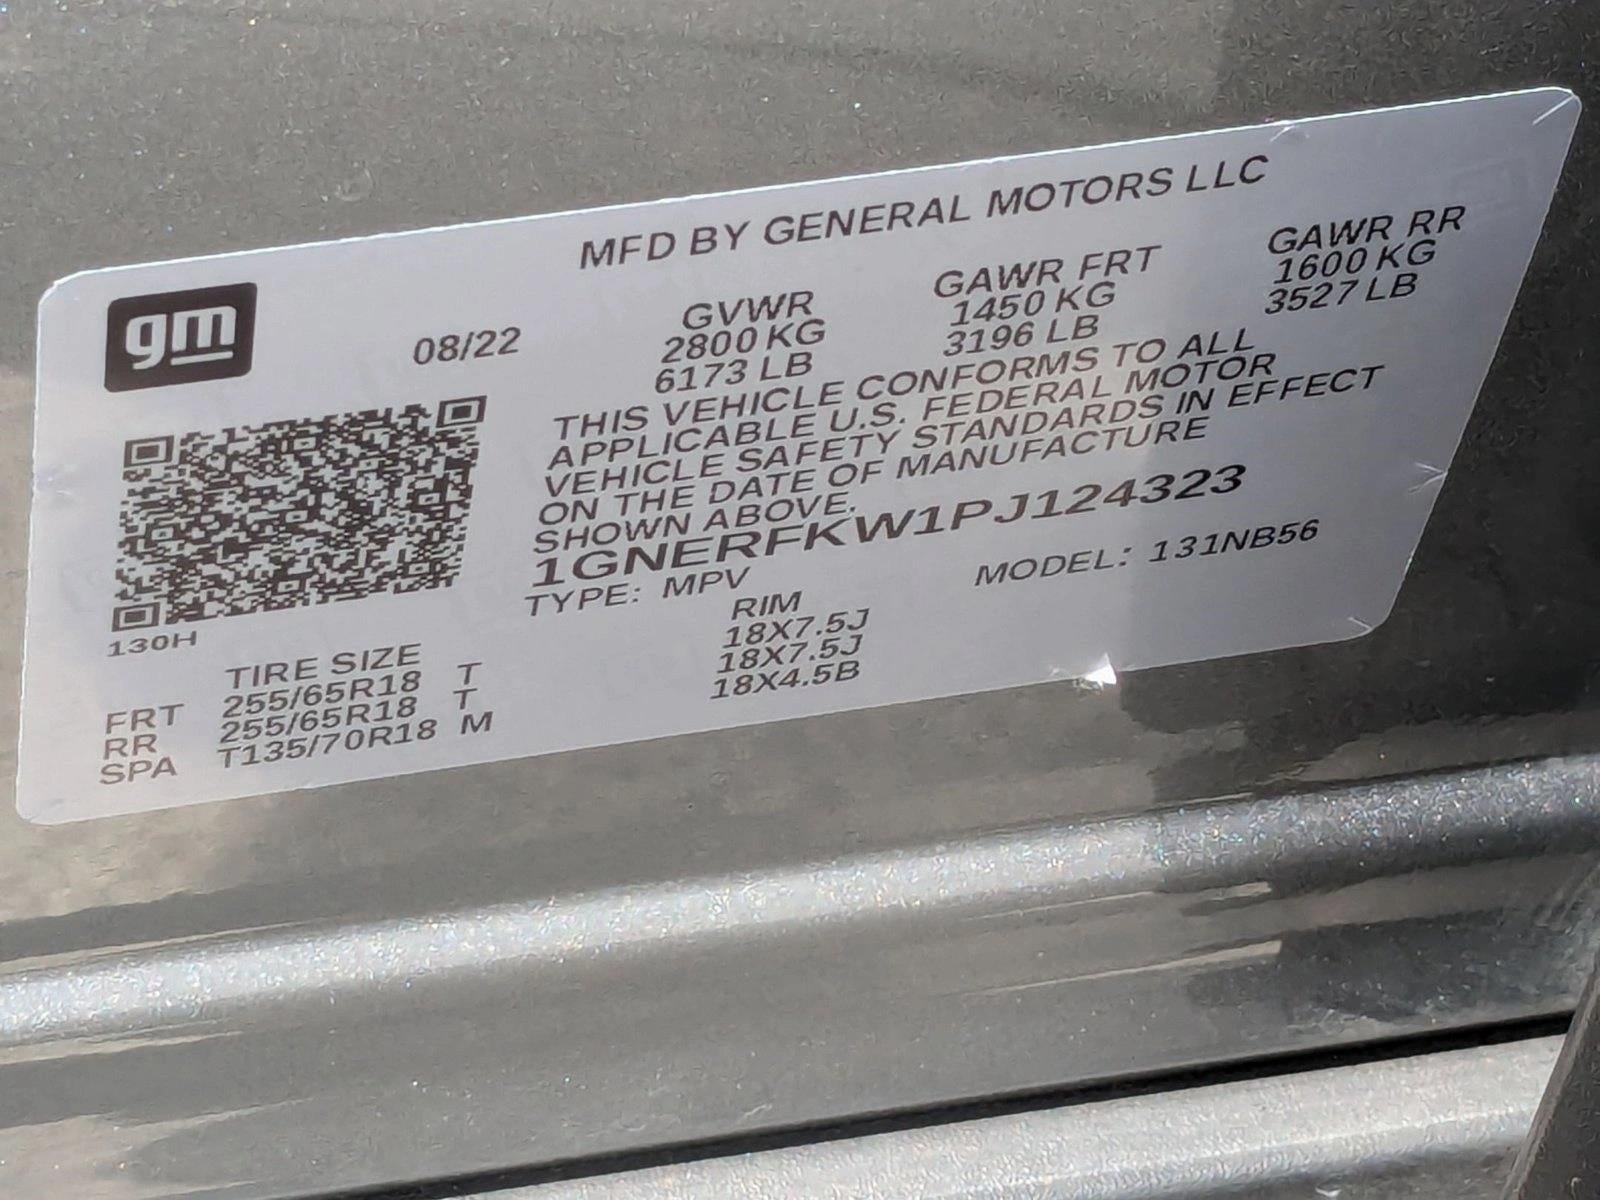 MFD BY GENERAL MOTORS LLC
gm
08/22
GVWR GAWR FRT GAWR RR
2800 KG 1450 KG 1600 KG
6173 LB 3196 LB 3527 LB
THIS VEHICLE CONFORMS TO ALL
APPLICABLE U.S. FEDERAL MOTOR
VEHICLE SAFETY STANDARDS IN EFFECT
ON THE DATE OF MANUFACTURE
SHOWN ABOVE.
1GNERFKW1PJ124323
TYPE: MPV MODEL: 131NB56
130H
TIRE SIZE RIM
FRT 255/65R18 T 18X7.5J
RR 255/65R18 T 18X7.5J
SPA T135/70R18 M 18X4.5B